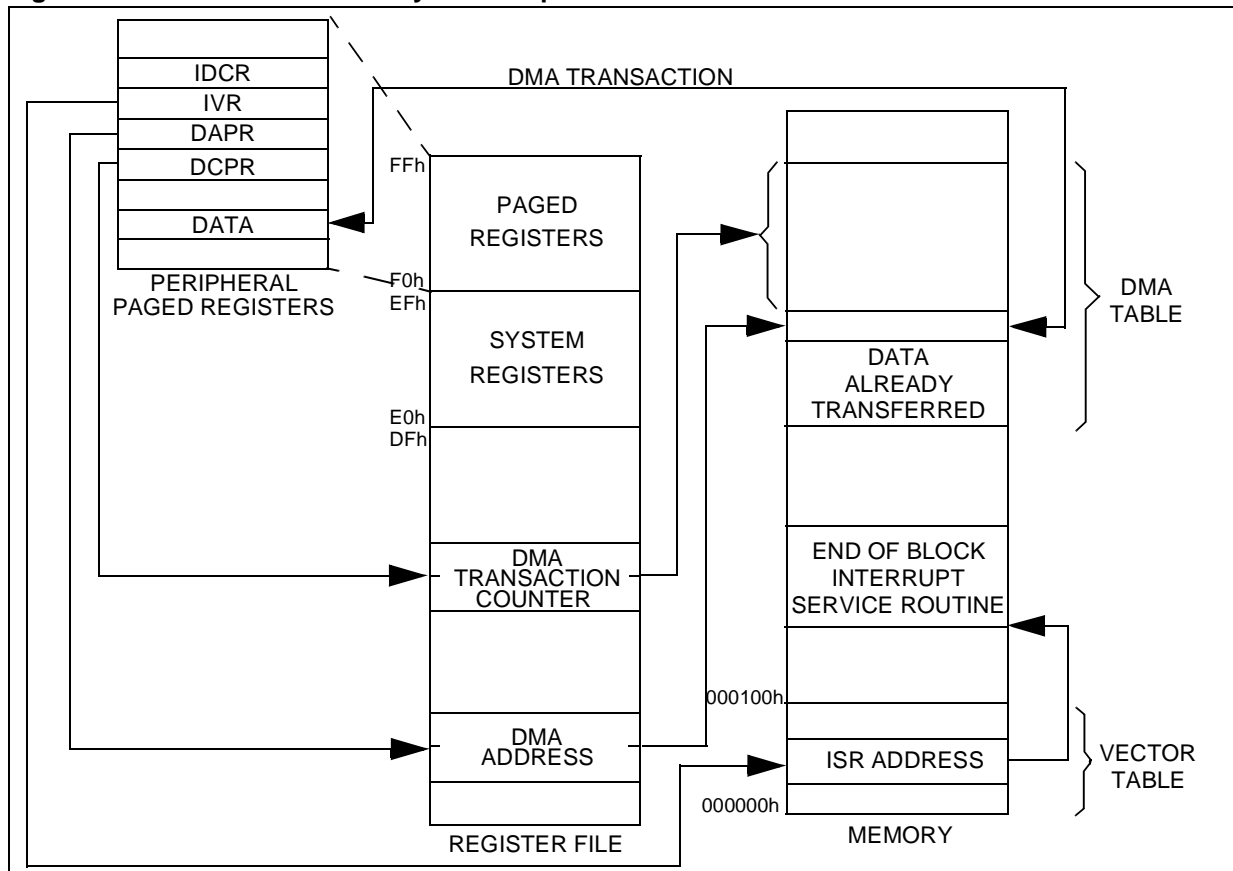 IDCR
IVR
DAPR
DCPR
DATA
PERIPHERAL
PAGED REGISTERS
DMA TRANSACTION
FFh
PAGED
REGISTERS
F0h
EFh
SYSTEM
REGISTERS
E0h
DFh
DMA
TRANSACTION
COUNTER
DMA
ADDRESS
REGISTER FILE
DMA
TABLE
DATA
ALREADY
TRANSFERRED
END OF BLOCK
INTERRUPT
SERVICE ROUTINE
000100h
ISR ADDRESS
VECTOR
TABLE
000000h
MEMORY